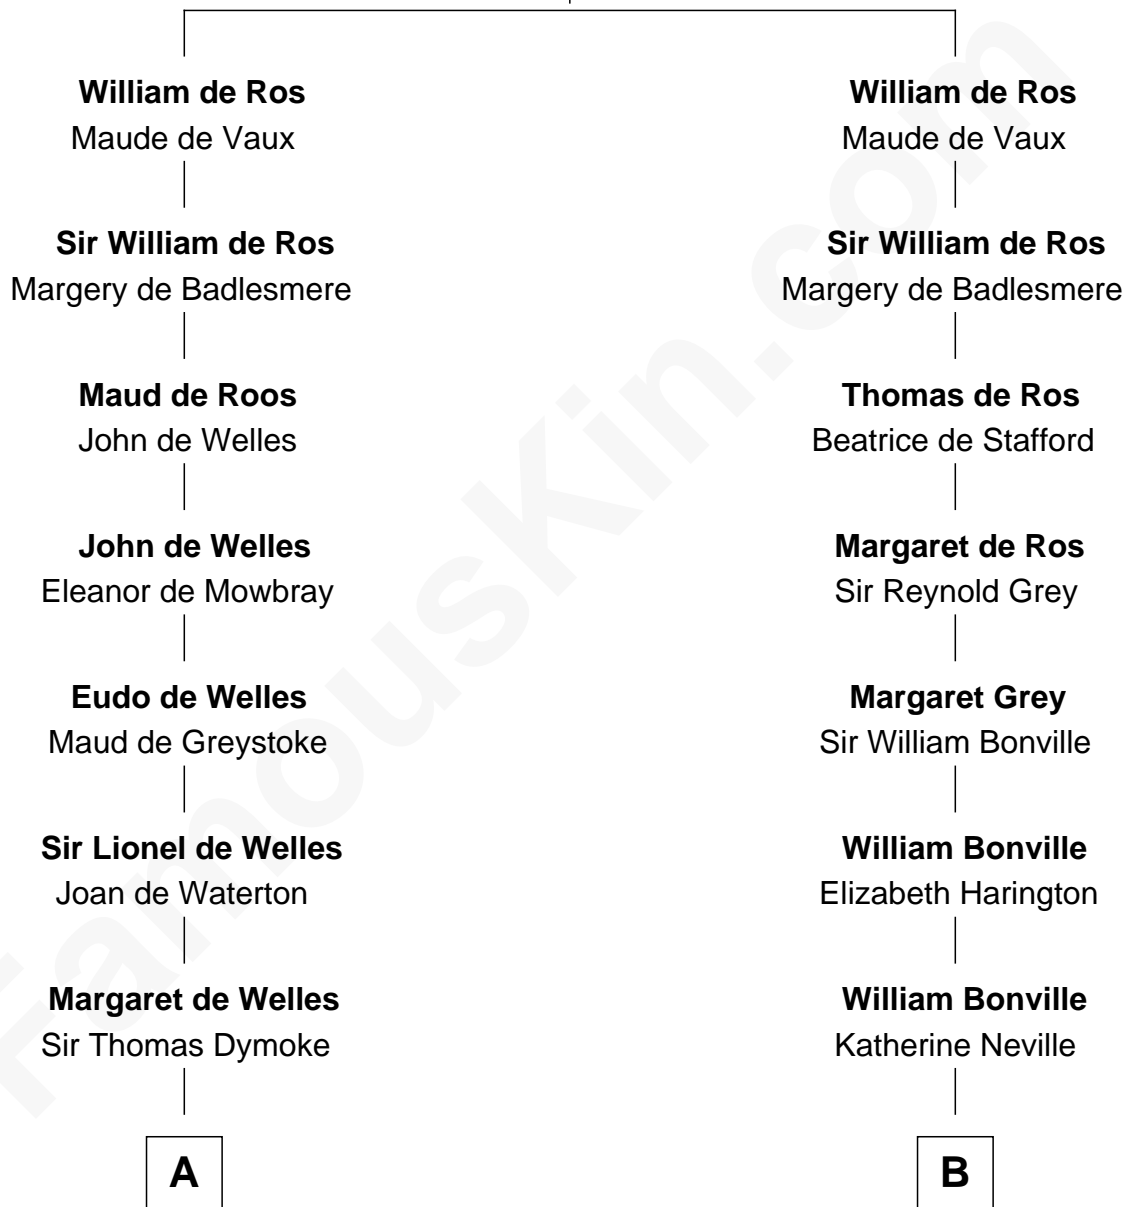 William de Ros
Maude de Vaux
Sir William de Ros
Margery de Badlesmere
Maud de Roos
John de Welles
John de Welles
Eleanor de Mowbray
Eudo de Welles
Maud de Greystoke
Sir Lionel de Welles
Joan de Waterton
Margaret de Welles
Sir Thomas Dymoke
A
William de Ros
Maude de Vaux
Sir William de Ros
Margery de Badlesmere
Thomas de Ros
Beatrice de Stafford
Margaret de Ros
Sir Reynold Grey
Margaret Grey
Sir William Bonville
William Bonville
Elizabeth Harington
William Bonville
Katherine Neville
B
FamousKin.com